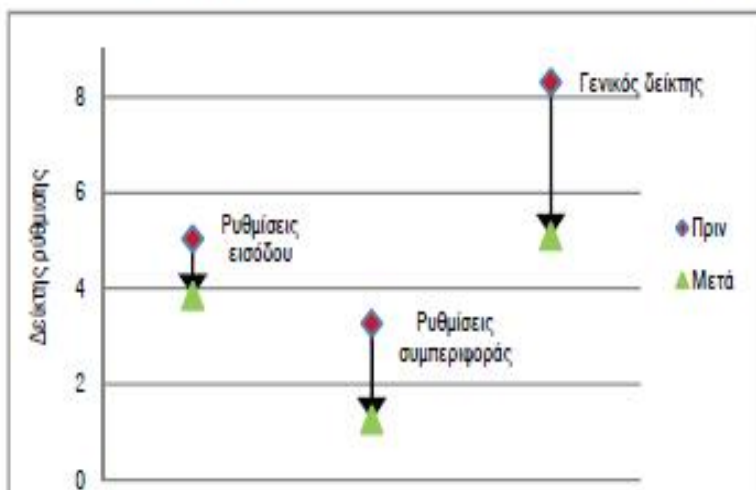 8
Γενικός δείκτης
6
Ρυθμίσεις
εισόδου
Πριν
4
Μετά
Ρυθμίσεις
συμπεριφοράς
2
0
Δείκτης ρύθμισης